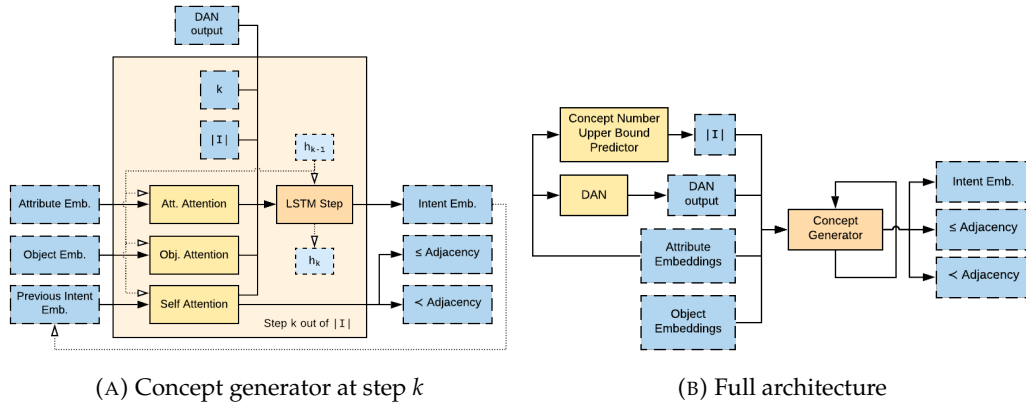 DAN
output
k
|I|
h_{k-1}
Attribute Emb.
Att. Attention
LSTM Step
Intent Emb.
Object Emb.
Obj. Attention
h_k
≤ Adjacency
Previous Intent
Emb.
Self Attention
≺ Adjacency
Step k out of |I|
(A) Concept generator at step k
Concept Number
Upper Bound
Predictor
|I|
DAN
DAN
output
Attribute
Embeddings
Object
Embeddings
Concept
Generator
Intent Emb.
≤ Adjacency
≺ Adjacency
(B) Full architecture